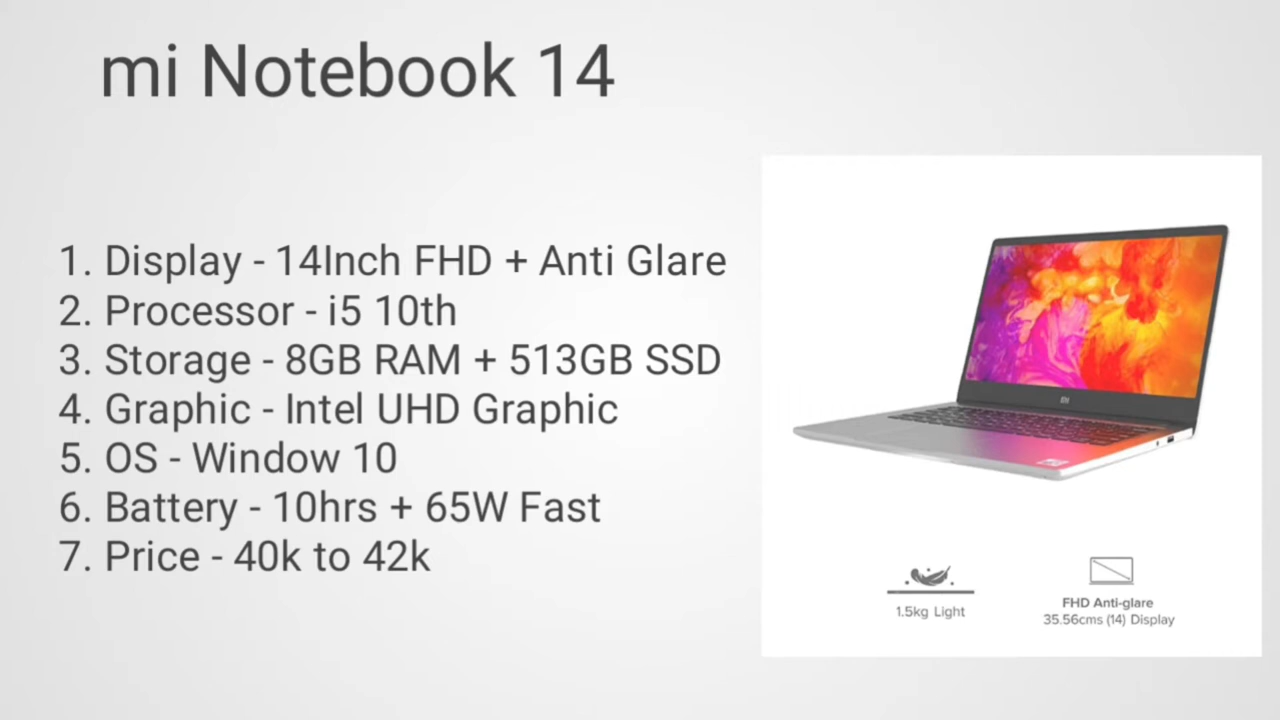 mi Notebook 14
1. Display - 14Inch FHD + Anti Glare
2. Processor - i5 10th
3. Storage - 8GB RAM + 513GB SSD
4. Graphic - Intel UHD Graphic
5. OS - Window 10
6. Battery - 10hrs + 65W Fast
7. Price - 40k to 42k
MI
1.5kg Light
FHD Anti-glare
35.56cms (14) Display